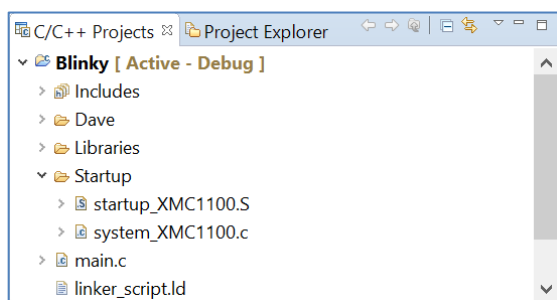 C/C++ Projects Project Explorer
Blinky [ Active - Debug ]
Includes
Dave
Libraries
Startup
startup_XMC1100.S
system_XMC1100.c
main.c
linker_script.ld